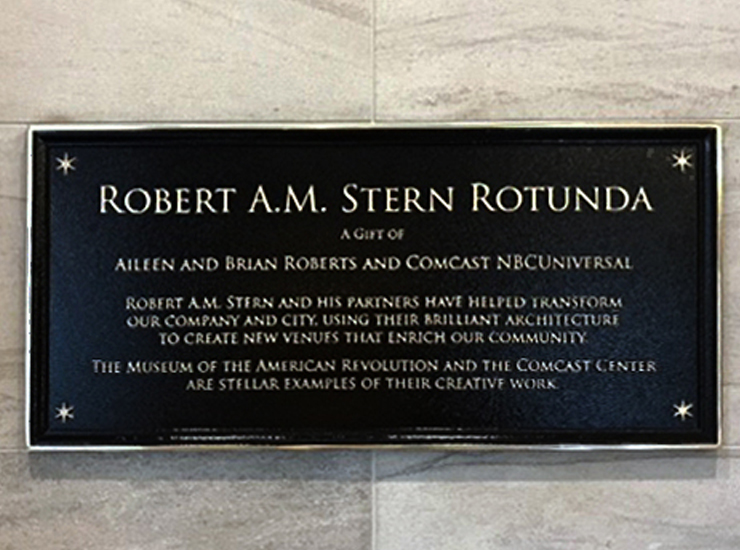 ROBERT A.M. STERN ROTUNDA
A GIFT OF
AILEEN AND BRIAN ROBERTS AND COMCAST NBCUNIVERSAL
ROBERT A.M. STERN AND HIS PARTNERS HAVE HELPED TRANSFORM
OUR COMPANY AND CITY, USING THEIR BRILLIANT ARCHITECTURE
TO CREATE NEW VENUES THAT ENRICH OUR COMMUNITY.
THE MUSEUM OF THE AMERICAN REVOLUTION AND THE COMCAST CENTER
ARE STELLAR EXAMPLES OF THEIR CREATIVE WORK.